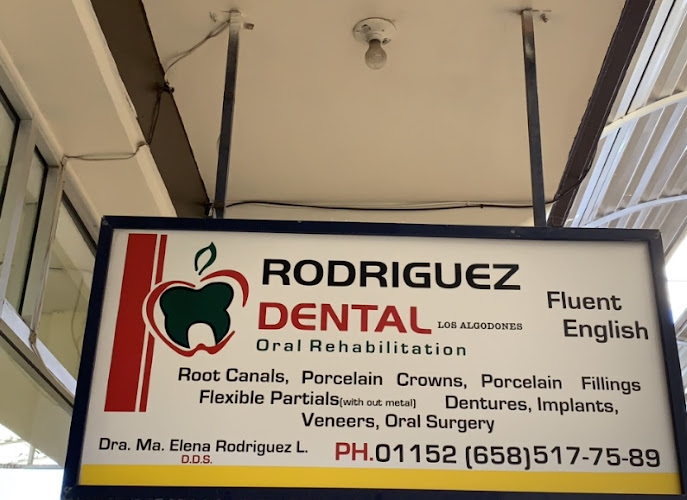 RODRIGUEZ
DENTAL LOS ALGODONES
Oral Rehabilitation
Fluent
English
Root Canals, Porcelain Crowns, Porcelain Fillings
Flexible Partials(with out metal) Dentures, Implants,
Veneers, Oral Surgery
Dra. Ma. Elena Rodriguez L.
D.D.S.
PH.01152 (658)517-75-89